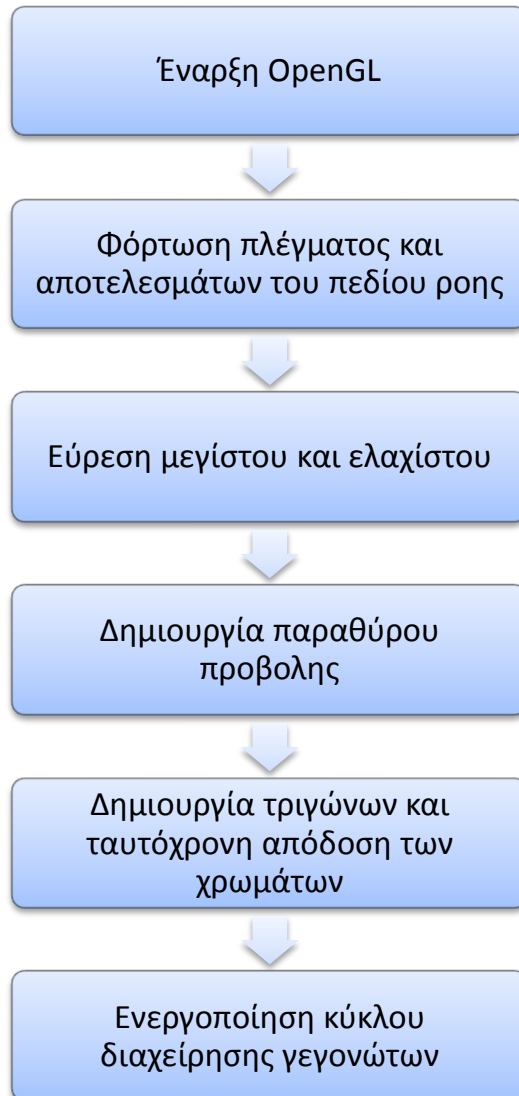 Έναρξη OpenGL
Φόρτωση πλέγματος και
αποτελεσμάτων του πεδίου ροης
Εύρεση μεγίστου και ελαχίστου
Δημιουργία παραθύρου
προβολης
Δημιουργία τριγώνων και
ταυτόχρονη απόδοση των
χρωμάτων
Ενεργοποίηση κύκλου
διαχείρησης γεγονώτων